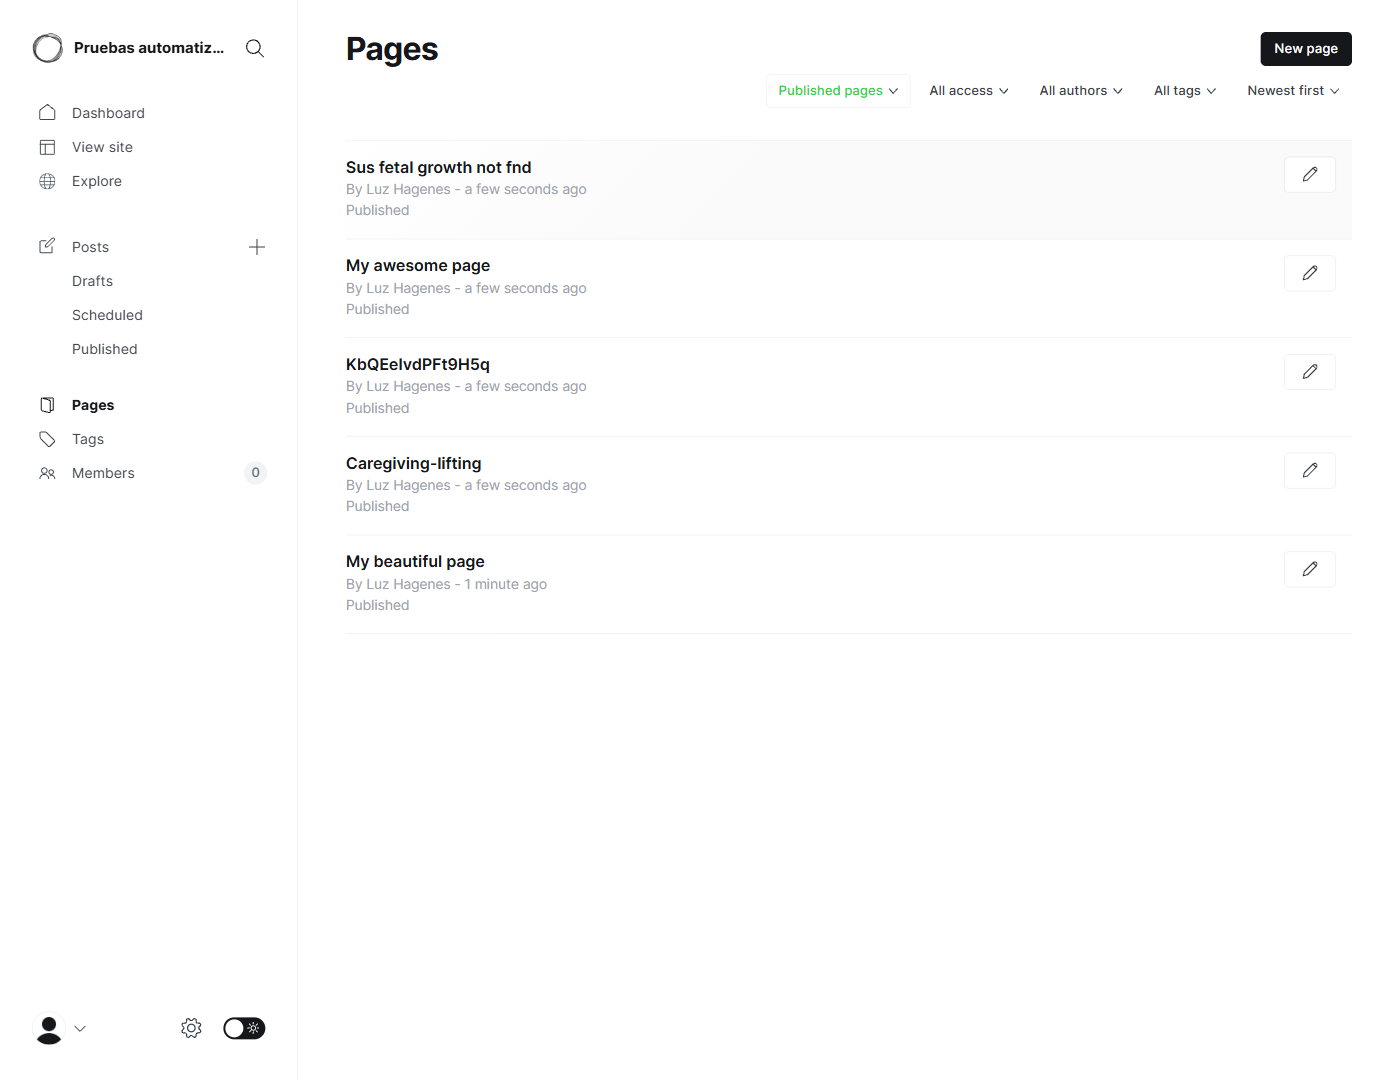 Pruebas automatiz...
Dashboard
View site
Explore
Posts
Drafts
Scheduled
Published
Pages
Tags
Members
0
Pages
New page
Published pages
All access
All authors
All tags
Newest first
Sus fetal growth not fnd
By Luz Hagenes - a few seconds ago
Published
My awesome page
By Luz Hagenes - a few seconds ago
Published
KbQEelvdPFt9H5q
By Luz Hagenes - a few seconds ago
Published
Caregiving-lifting
By Luz Hagenes - a few seconds ago
Published
My beautiful page
By Luz Hagenes - 1 minute ago
Published